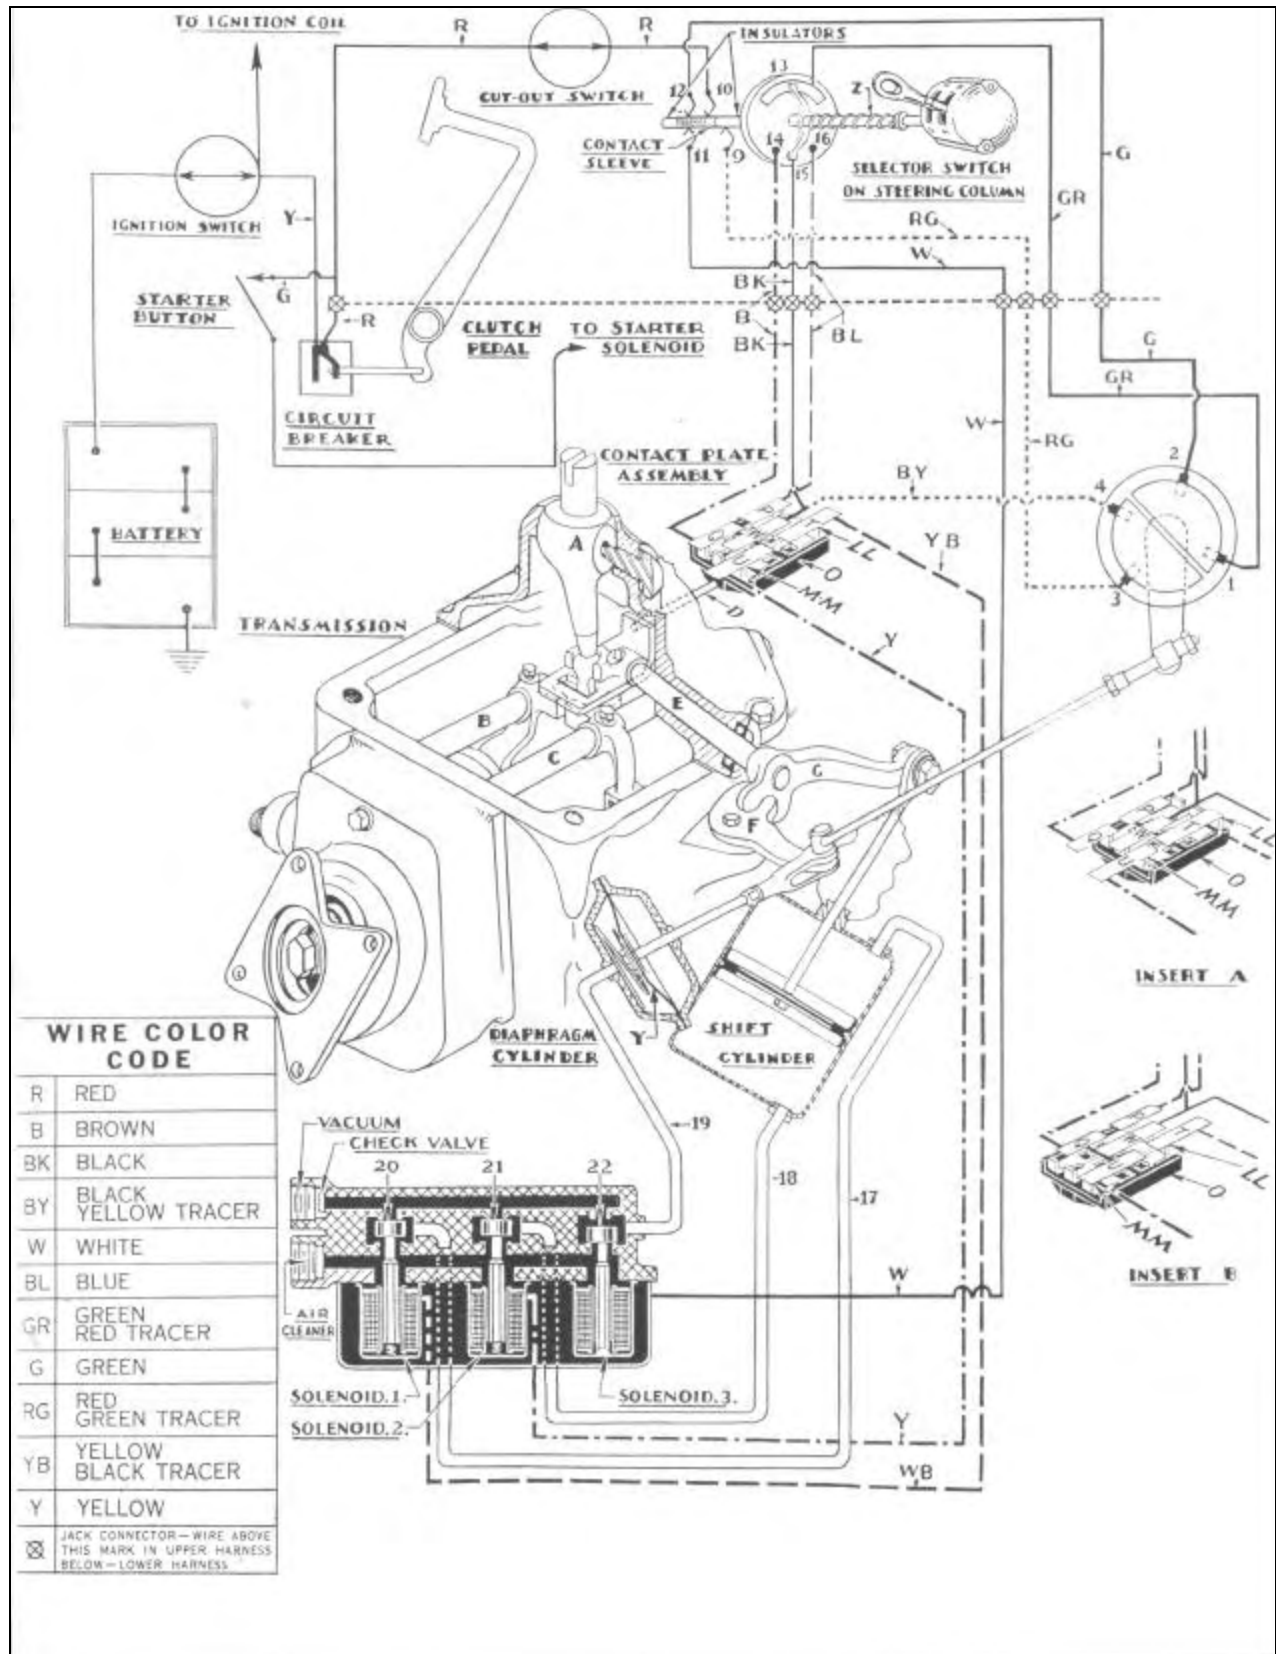 TO IGNITION COIL
R
R
INSULATORS
13
12
10
Z
CUT-OUT SWITCH
CONTACT
SLEEVE
11
9
14
16
15
SELECTOR SWITCH
ON STEERING COLUMN
G
GR
RG
W
IGNITION SWITCH
Y
G
STARTER
BUTTON
R
CLUTCH
PEDAL
TO STARTER
SOLENOID
BK
B
BK
BL
G
GR
W
RG
CIRCUIT
BREAKER
CONTACT PLATE
ASSEMBLY
BY
2
4
1
3
BATTERY
A
LL
O
MM
D
YB
Y
TRANSMISSION
B
C
E
G
F
LL
O
MM
INSERT A
DIAPHRAGM
CYLINDER
Y
SHIFT
CYLINDER
WIRE COLOR
CODE
R RED
B BROWN
BK BLACK
BY BLACK
YELLOW TRACER
W WHITE
BL BLUE
GR GREEN
RED TRACER
G GREEN
RG RED
GREEN TRACER
YB YELLOW
BLACK TRACER
Y YELLOW
JACK CONNECTOR—WIRE ABOVE
THIS MARK IN UPPER HARNESS
BELOW—LOWER HARNESS
VACUUM
CHECK VALVE
20
21
22
19
18
17
LL
O
MM
INSERT B
W
AIR
CLEANER
SOLENOID.1.
SOLENOID.2.
SOLENOID.3.
Y
WB